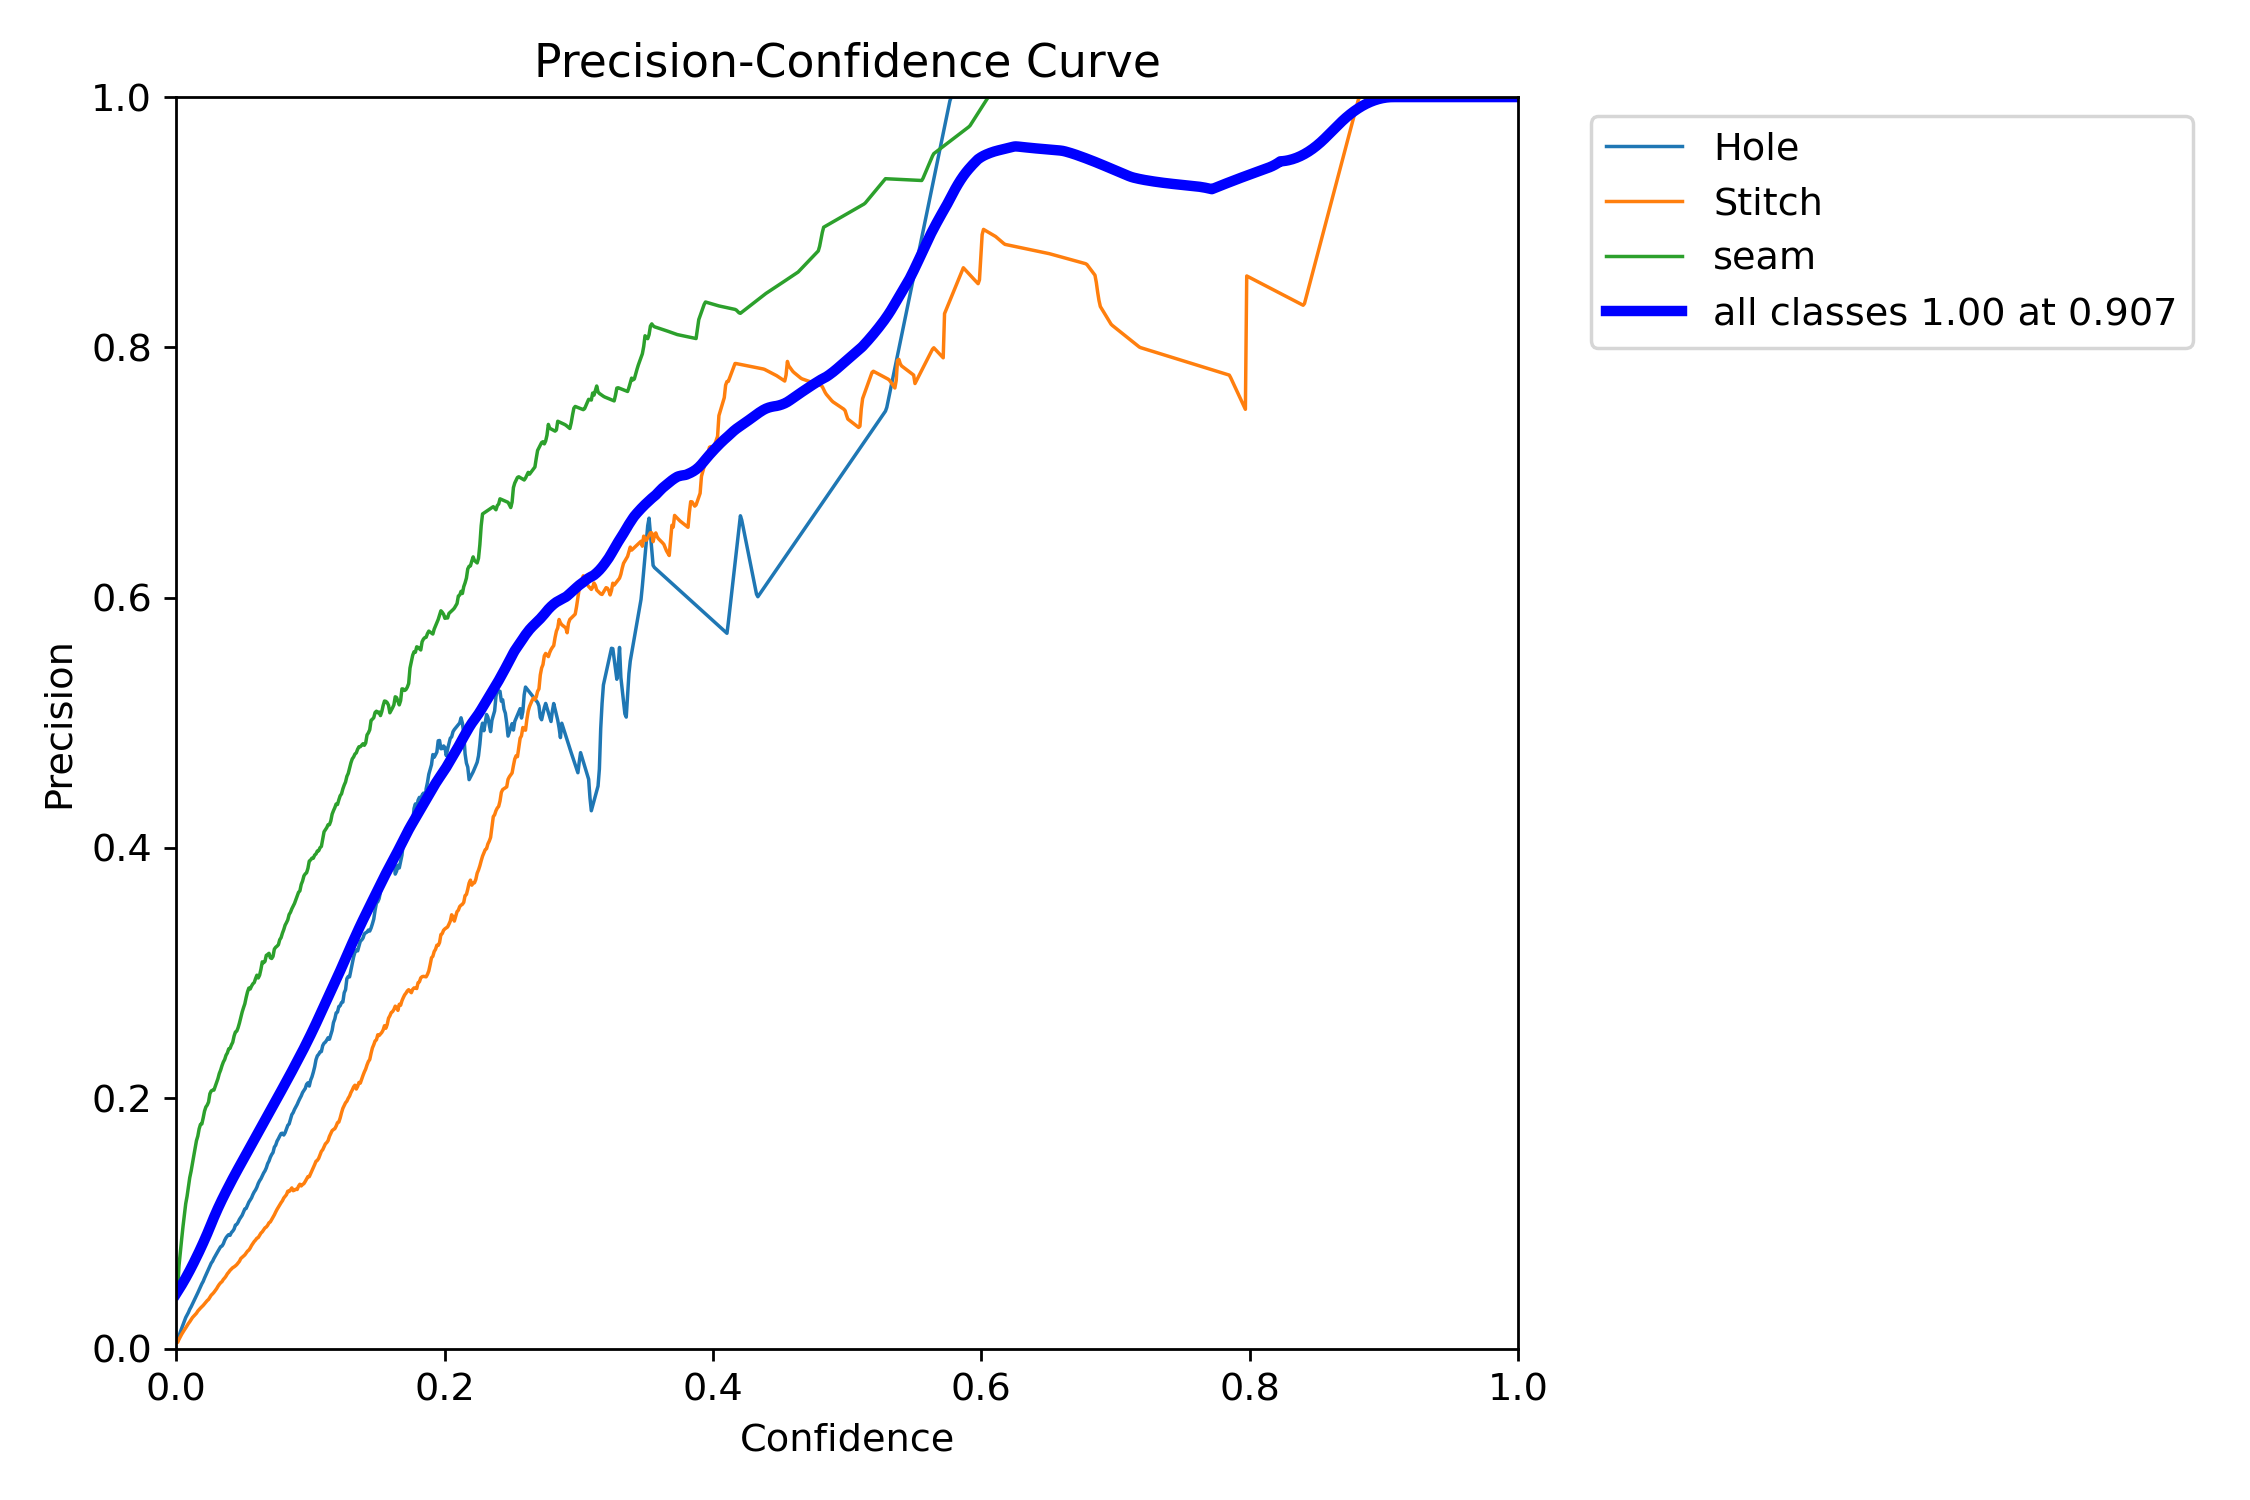 Precision-Confidence Curve
1.0
0.8
0.6
0.4
0.2
0.0
Precision
0.0 0.2 0.4 0.6 0.8 1.0
Confidence
Hole
Stitch
seam
all classes 1.00 at 0.907